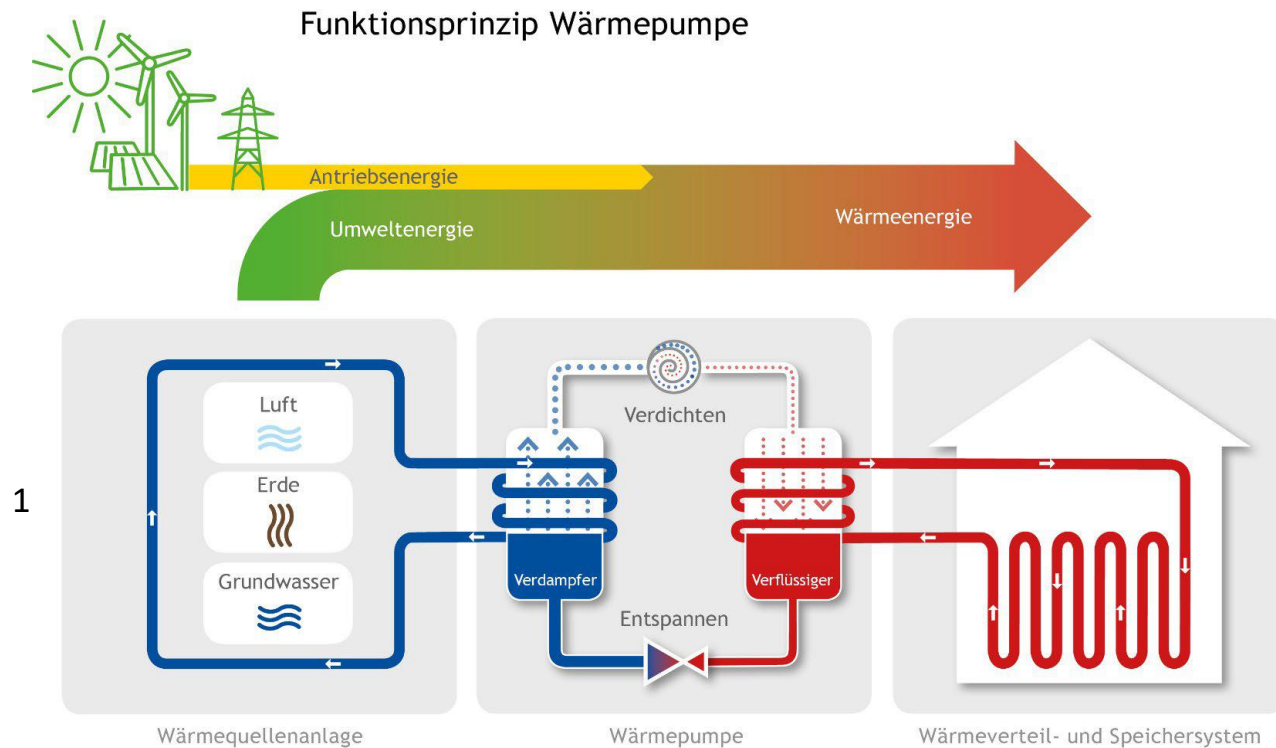 Funktionsprinzip Wärmepumpe
Antriebsenergie
Umweltenergie
Wärmeenergie
Luft
Erde
Grundwasser
1
Verdichten
Verdampfer
Verflüssiger
Entspannen
Wärmequellenanlage
Wärmepumpe
Wärmeverteil- und Speichersystem